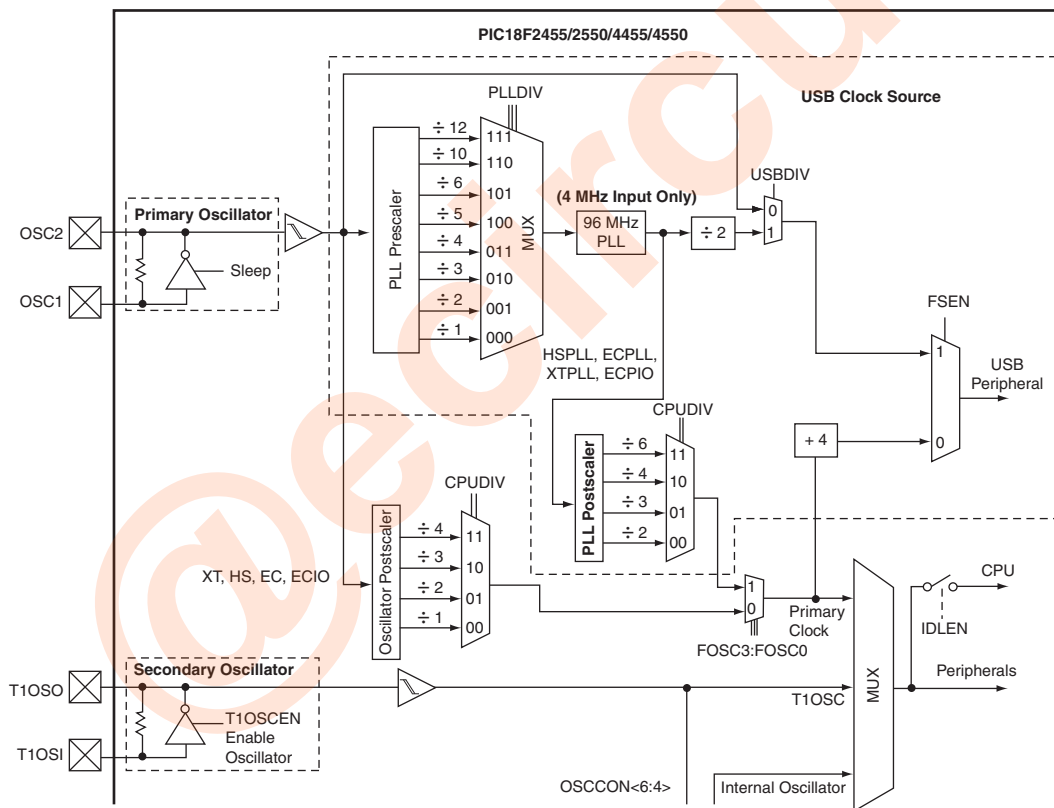 PIC18F2455/2550/4455/4550
USB Clock Source
PLLDIV
PLL Prescaler
÷ 12
÷ 10
÷ 6
÷ 5
÷ 4
÷ 3
÷ 2
÷ 1
111
110
101
100
011
010
001
000
MUX
(4 MHz Input Only)
96 MHz
PLL
÷ 2
USBDIV
0
1
FSEN
1
0
USB
Peripheral
OSC2
OSC1
Primary Oscillator
Sleep
HSPLL, ECPLL,
XTPLL, ECPIO
CPUDIV
PLL Postscaler
÷ 6
÷ 4
÷ 3
÷ 2
11
10
01
00
+ 4
CPUDIV
XT, HS, EC, ECIO
Oscillator Postscaler
÷ 4
÷ 3
÷ 2
÷ 1
11
10
01
00
1
0
FOSC3:FOSC0
Primary
Clock
MUX
CPU
IDLEN
Peripherals
Secondary Oscillator
T1OSO
T1OSI
T1OSCEN
Enable
Oscillator
T1OSC
OSCCON<6:4>
Internal Oscillator
@ecircu